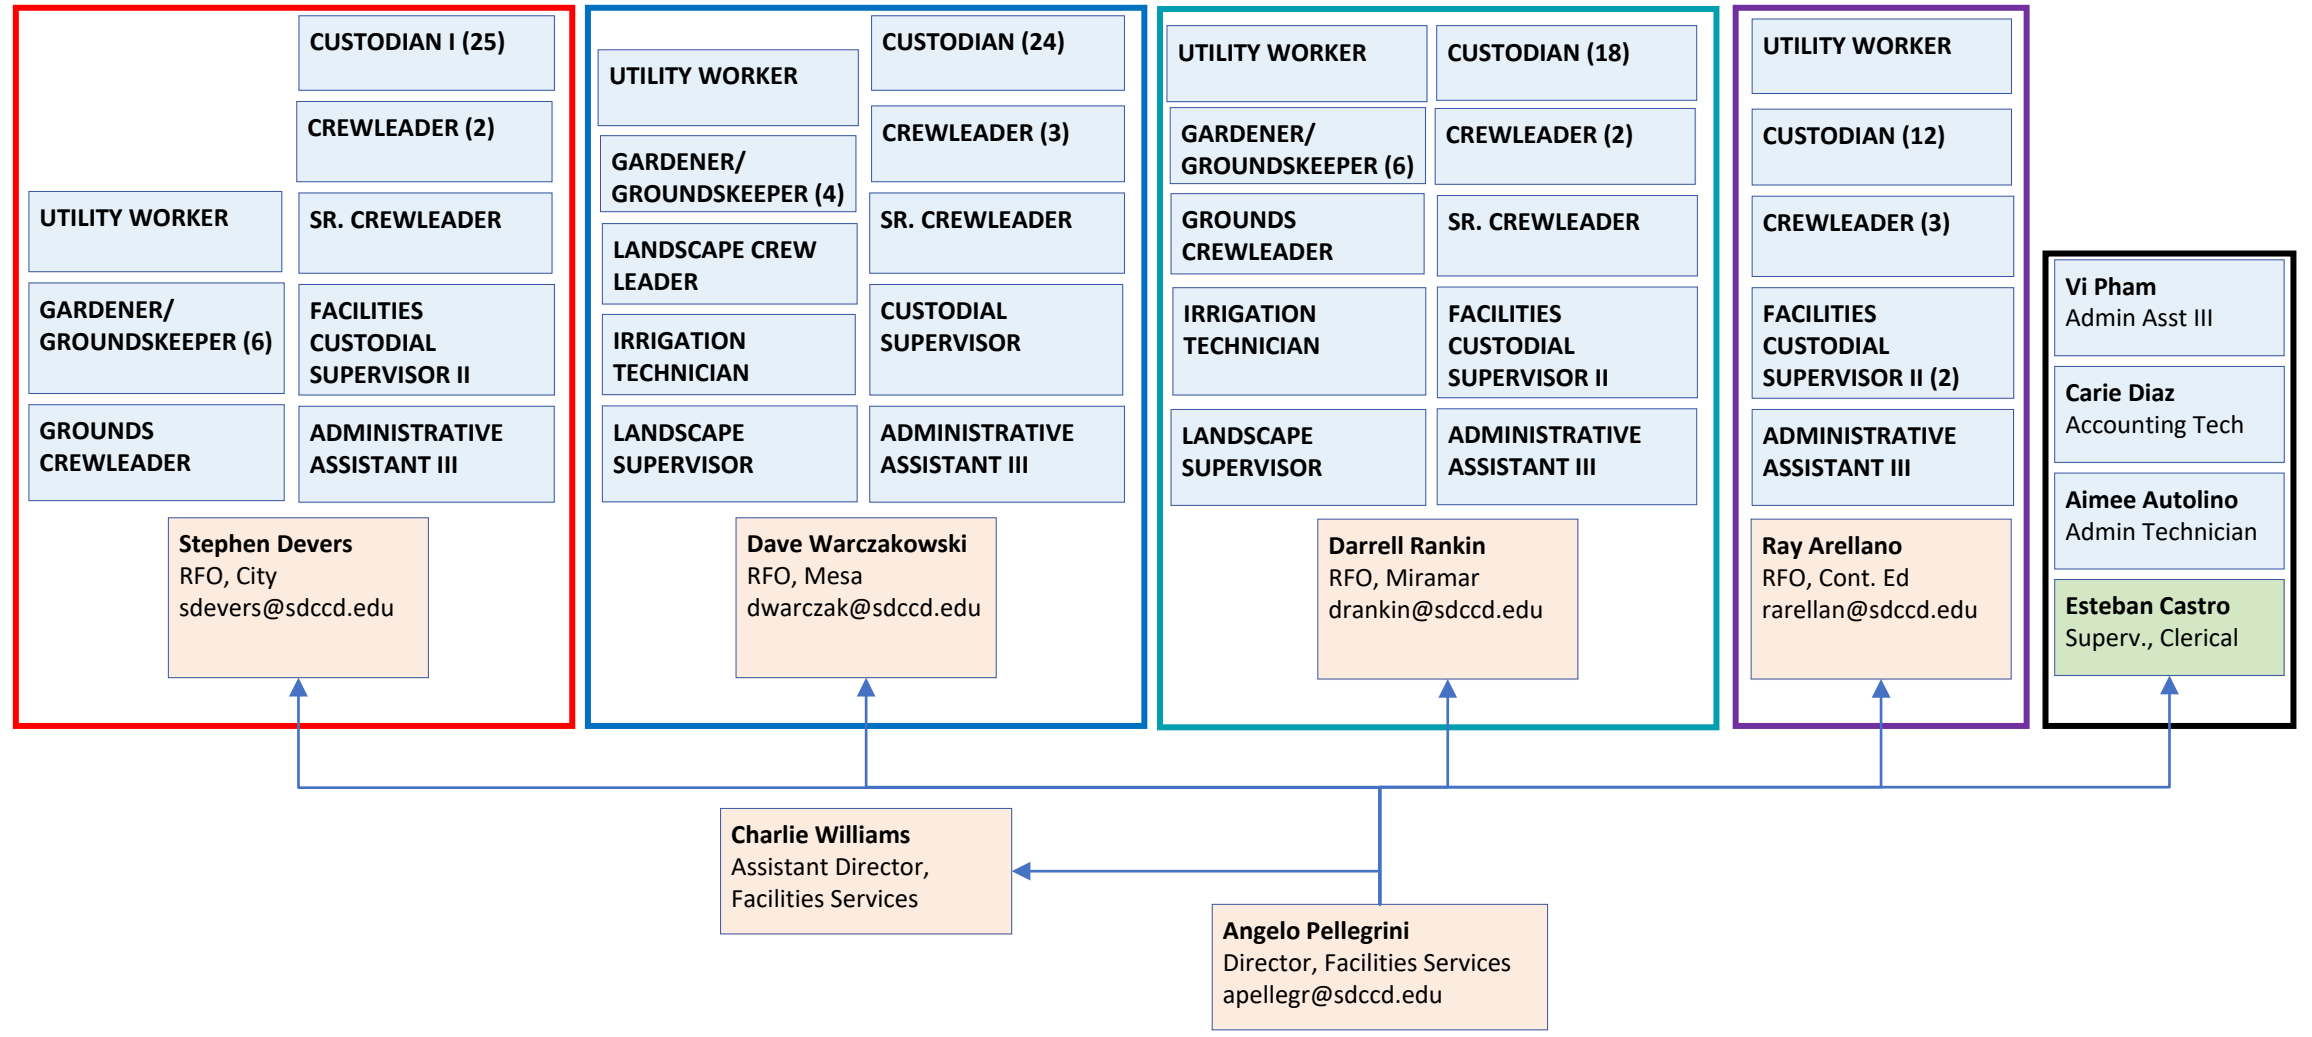 CUSTODIAN I (25)
CREWLEADER (2)
UTILITY WORKER
SR. CREWLEADER
GARDENER/
GROUNDSKEEPER (6)
FACILITIES
CUSTODIAL
SUPERVISOR II
GROUNDS
CREWLEADER
ADMINISTRATIVE
ASSISTANT III
Stephen Devers
RFO, City
sdevers@sdccd.edu
CUSTODIAN (24)
UTILITY WORKER
CREWLEADER (3)
GARDENER/
GROUNDSKEEPER (4)
SR. CREWLEADER
LANDSCAPE CREW
LEADER
CUSTODIAL
SUPERVISOR
IRRIGATION
TECHNICIAN
LANDSCAPE
SUPERVISOR
ADMINISTRATIVE
ASSISTANT III
Dave Warczakowski
RFO, Mesa
dwarczak@sdccd.edu
UTILITY WORKER
CUSTODIAN (18)
GARDENER/
GROUNDSKEEPER (6)
CREWLEADER (2)
GROUNDS
CREWLEADER
SR. CREWLEADER
IRRIGATION
TECHNICIAN
FACILITIES
CUSTODIAL
SUPERVISOR II
LANDSCAPE
SUPERVISOR
ADMINISTRATIVE
ASSISTANT III
Darrell Rankin
RFO, Miramar
drankin@sdccd.edu
UTILITY WORKER
CUSTODIAN (12)
CREWLEADER (3)
FACILITIES
CUSTODIAL
SUPERVISOR II (2)
ADMINISTRATIVE
ASSISTANT III
Ray Arellano
RFO, Cont. Ed
rarellan@sdccd.edu
Vi Pham
Admin Asst III
Carie Diaz
Accounting Tech
Aimee Autolino
Admin Technician
Esteban Castro
Superv., Clerical
Charlie Williams
Assistant Director,
Facilities Services
Angelo Pellegrini
Director, Facilities Services
apellegr@sdccd.edu